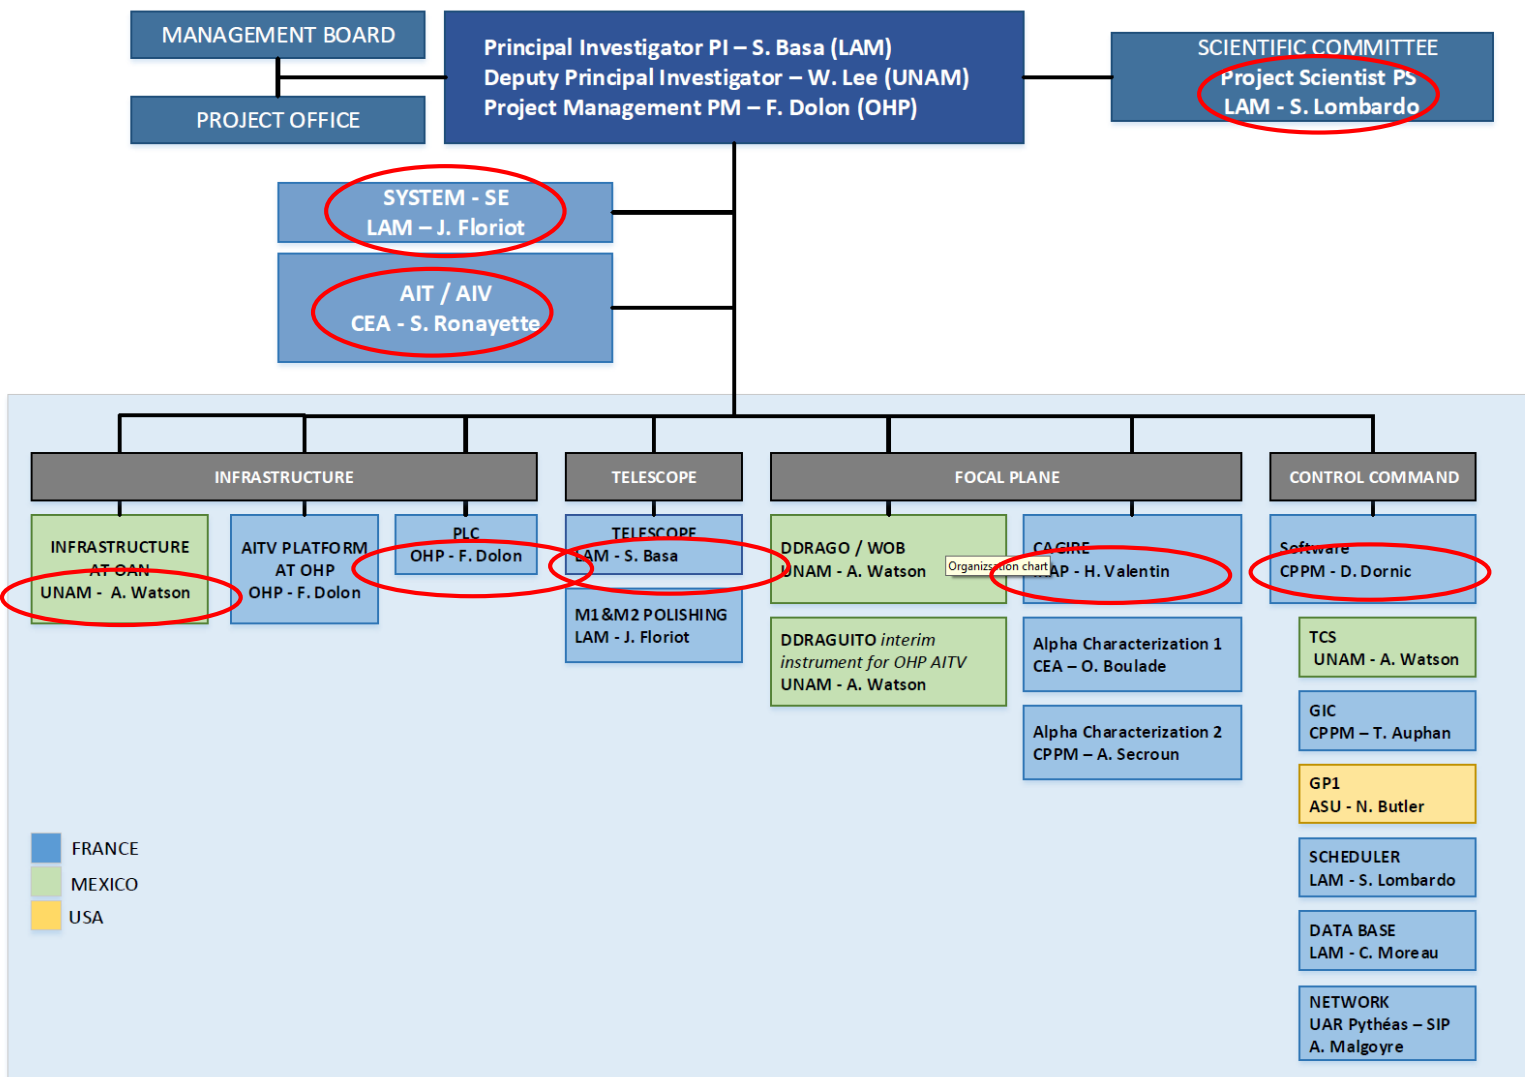 MANAGEMENT BOARD
PROJECT OFFICE
Principal Investigator PI – S. Basa (LAM)
Deputy Principal Investigator – W. Lee (UNAM)
Project Management PM – F. Dolon (OHP)
SCIENTIFIC COMMITTEE
Project Scientist PS
LAM - S. Lombardo
SYSTEM - SE
LAM – J. Floriot
AIT / AIV
CEA - S. Ronayette
INFRASTRUCTURE
TELESCOPE
FOCAL PLANE
CONTROL COMMAND
INFRASTRUCTURE
AT OAN
UNAM - A. Watson
AITV PLATFORM
AT OHP
OHP - F. Dolon
PLC
OHP - F. Dolon
TELESCOPE
LAM - S. Basa
M1&M2 POLISHING
LAM - J. Floriot
DDRAGO / WOB
UNAM - A. Watson
DDRAGUITO interim
instrument for OHP AITV
UNAM - A. Watson
Organization chart
CAGIRE
- H. Valentin
Alpha Characterization 1
CEA – O. Boulade
Alpha Characterization 2
CPPM – A. Secroun
Software
CPPM - D. Dornic
TCS
UNAM - A. Watson
GIC
CPPM – T. Auphan
GP1
ASU - N. Butler
SCHEDULER
LAM - S. Lombardo
DATA BASE
LAM - C. Moreau
NETWORK
UAR Pythéas – SIP
A. Malgoyre
FRANCE
MEXICO
USA